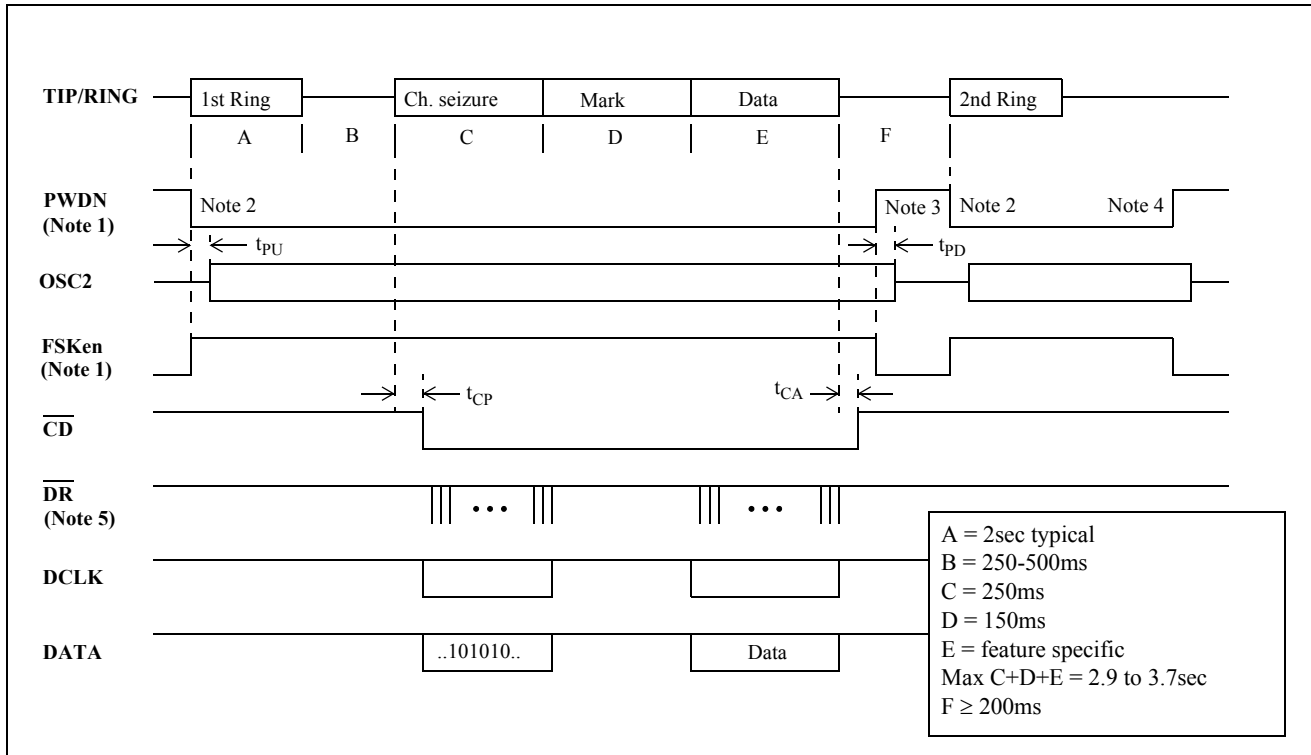 TIP/RING 1st Ring Ch. seizure Mark Data 2nd Ring
A B C D E F
PWDN
(Note 1)
Note 2 Note 3 Note 2 Note 4
tPU tPD
OSC2
FSKen
(Note 1)
tCP tCA
CD
DR
(Note 5)
DCLK
DATA ..101010.. Data
A = 2sec typical
B = 250-500ms
C = 250ms
D = 150ms
E = feature specific
Max C+D+E = 2.9 to 3.7sec
F ≥ 200ms